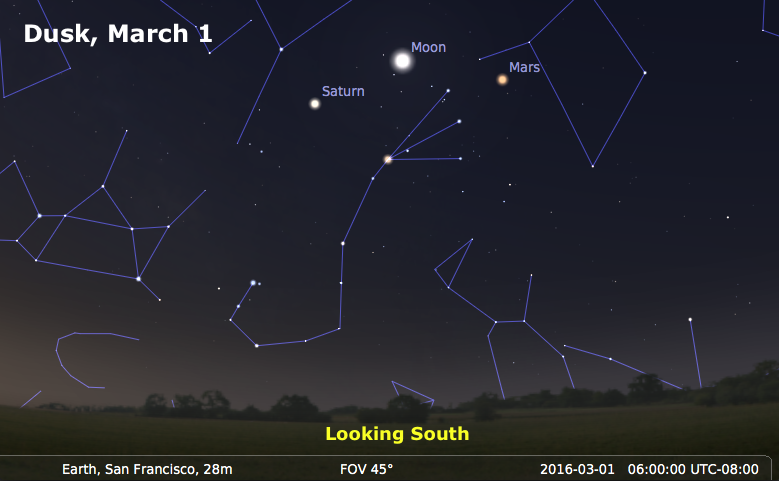 Dusk, March 1
Moon
Mars
Saturn
Looking South
Earth, San Francisco, 28m FOV 45° 2016-03-01 06:00:00 UTC-08:00